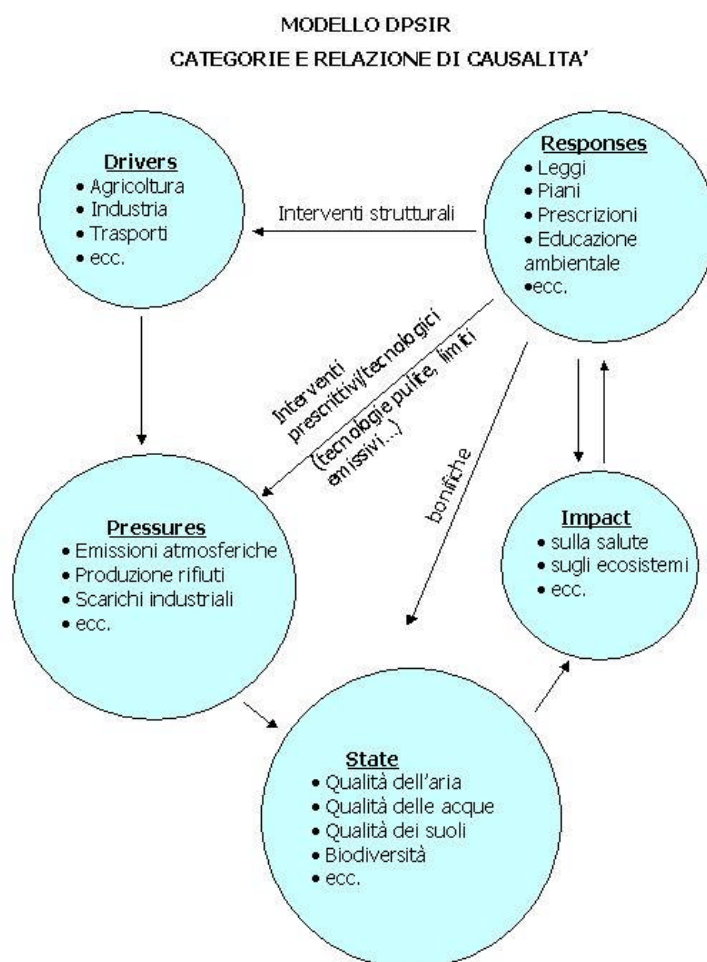 MODELLO DPSIR
CATEGORIE E RELAZIONE DI CAUSALITA'
Drivers
• Agricoltura
• Industria
• Trasporti
• ecc.
Interventi strutturali
Responses
• Leggi
• Piani
• Prescrizioni
• Educazione
ambientale
•ecc.
Interventi
prescrittivi/tecnologici
(tecnologie pulite, limiti
emissivi...)
bonifiche
Pressures
• Emissioni atmosferiche
• Produzione rifiuti
• Scarichi industriali
• ecc.
Impact
• sulla salute
• sugli ecosistemi
• ecc.
State
• Qualità dell'aria
• Qualità delle acque
• Qualità dei suoli
• Biodiversità
• ecc.